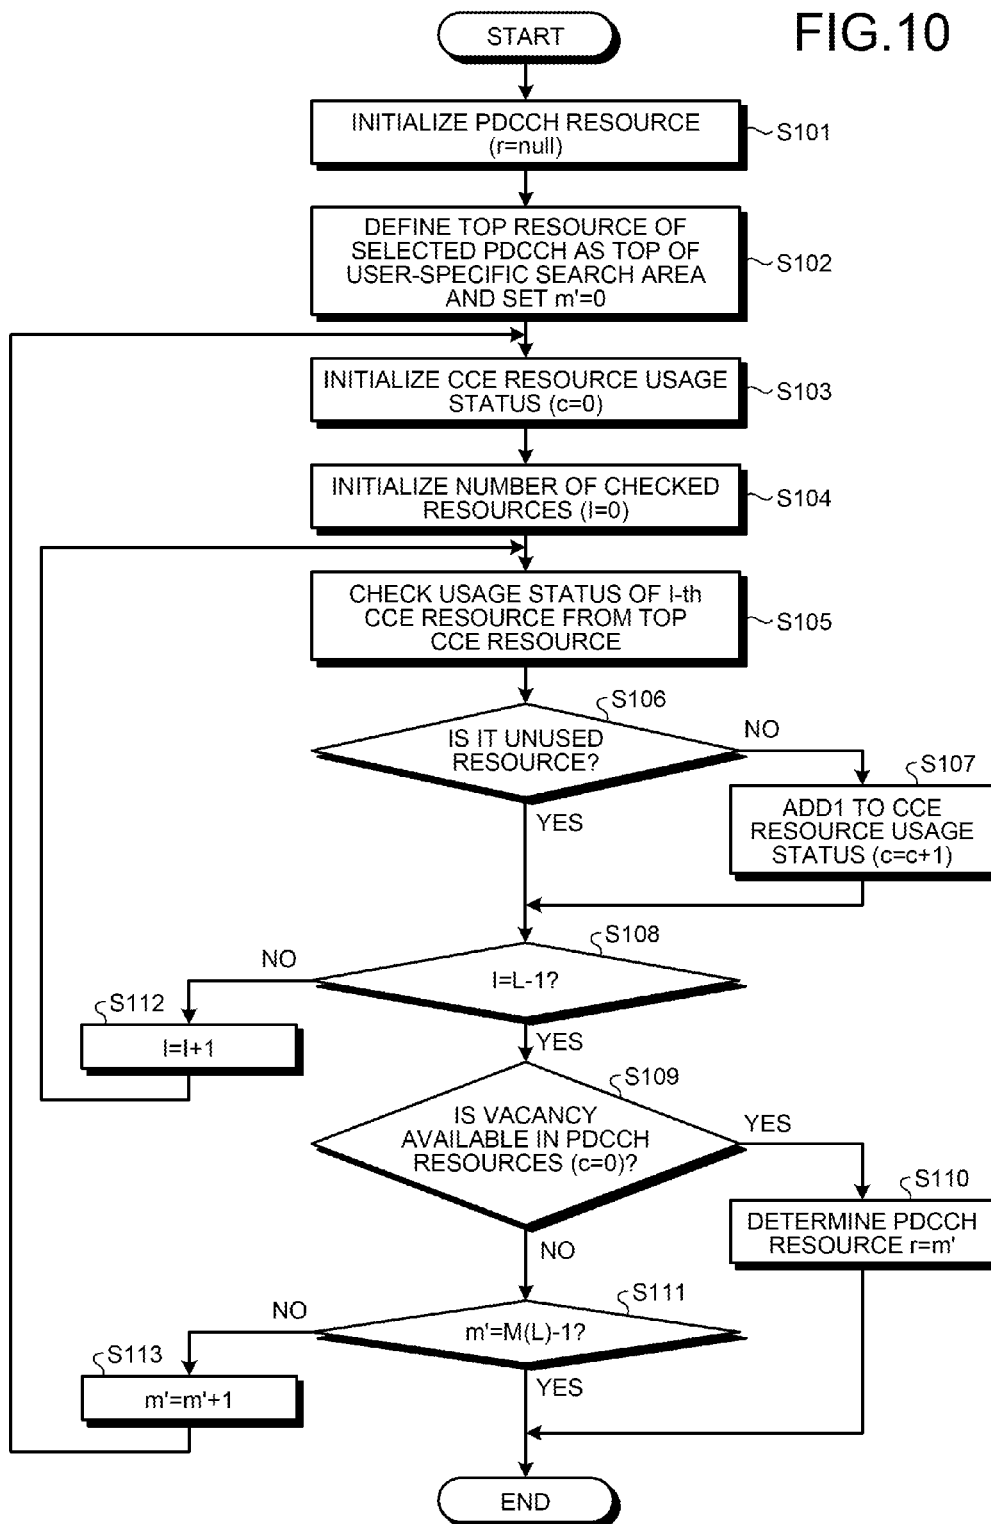 FIG.10
START
INITIALIZE PDCCH RESOURCE
(r=null)
S101
DEFINE TOP RESOURCE OF
SELECTED PDCCH AS TOP OF
USER-SPECIFIC SEARCH AREA
AND SET m'=0
S102
INITIALIZE CCE RESOURCE USAGE
STATUS (c=0)
S103
INITIALIZE NUMBER OF CHECKED
RESOURCES (l=0)
S104
CHECK USAGE STATUS OF l-th
CCE RESOURCE FROM TOP
CCE RESOURCE
S105
S106
IS IT UNUSED
RESOURCE?
NO
YES
S107
ADD1 TO CCE
RESOURCE USAGE
STATUS (c=c+1)
S108
l=L-1?
NO
YES
S112
l=l+1
S109
IS VACANCY
AVAILABLE IN PDCCH
RESOURCES (c=0)?
YES
NO
S110
DETERMINE PDCCH
RESOURCE r=m'
S111
m'=M(L)-1?
NO
YES
S113
m'=m'+1
END